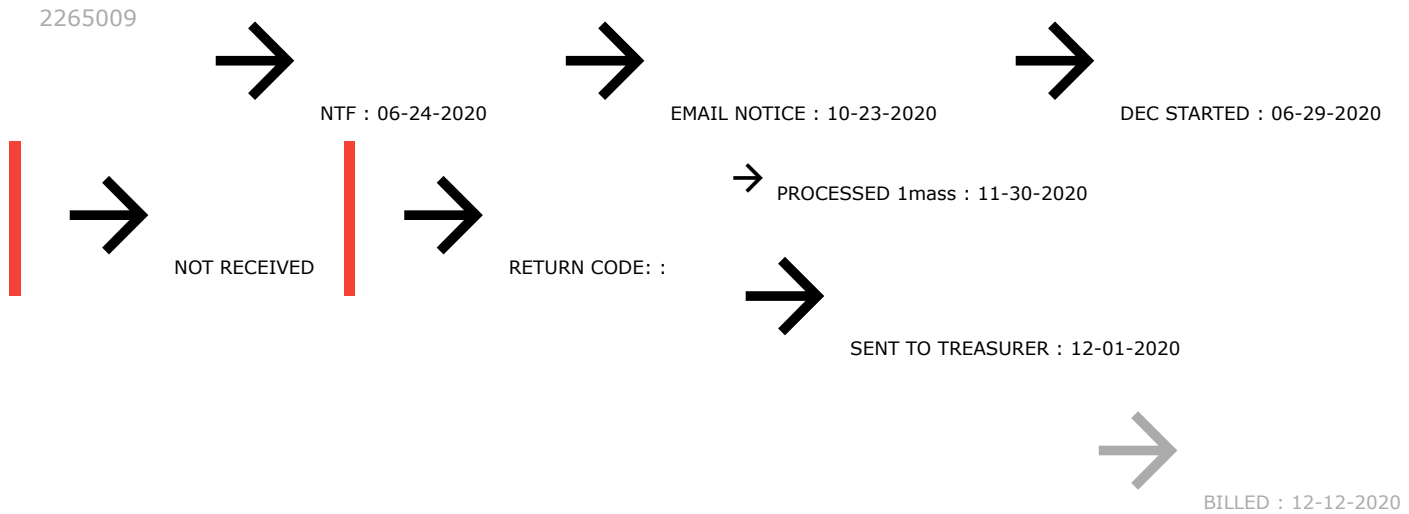 2265009
NTF : 06-24-2020
EMAIL NOTICE : 10-23-2020
DEC STARTED : 06-29-2020
PROCESSED 1mass : 11-30-2020
NOT RECEIVED
RETURN CODE: :
SENT TO TREASURER : 12-01-2020
BILLED : 12-12-2020